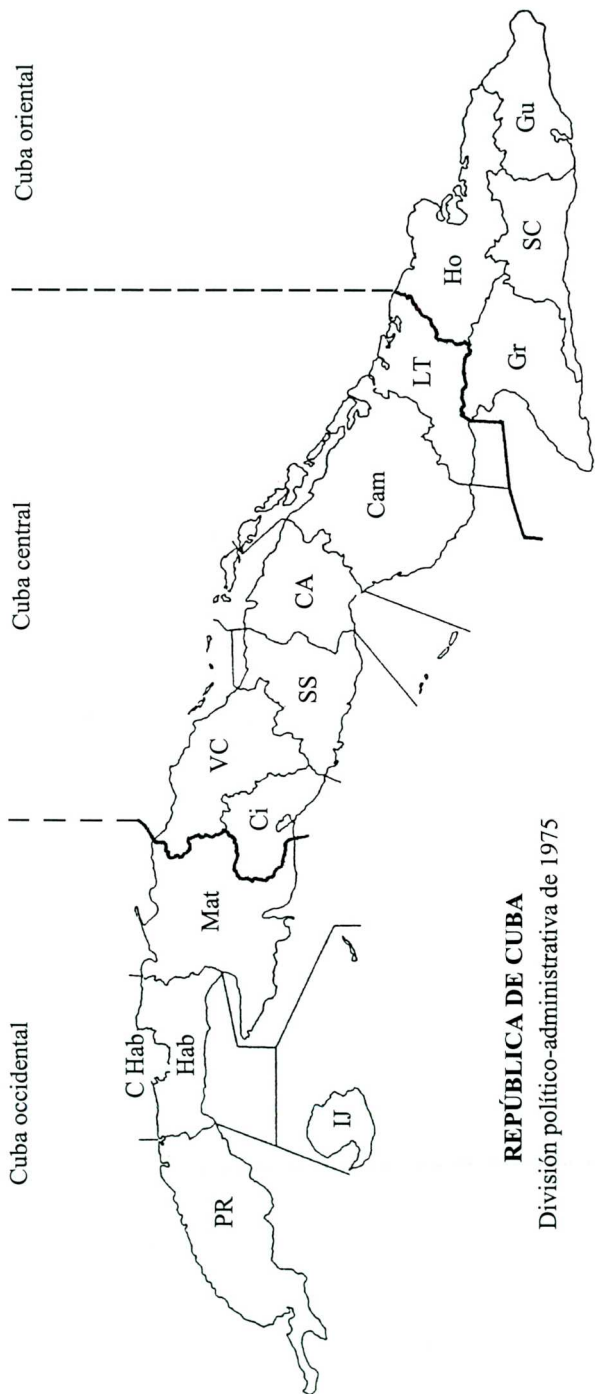 Cuba occidental
Cuba central
Cuba oriental
PR
C Hab
Hab
Mat
IJ
VC
Ci
SS
CA
Cam
LT
Ho
Gr
SC
Gu
REPÚBLICA DE CUBA
División político-administrativa de 1975